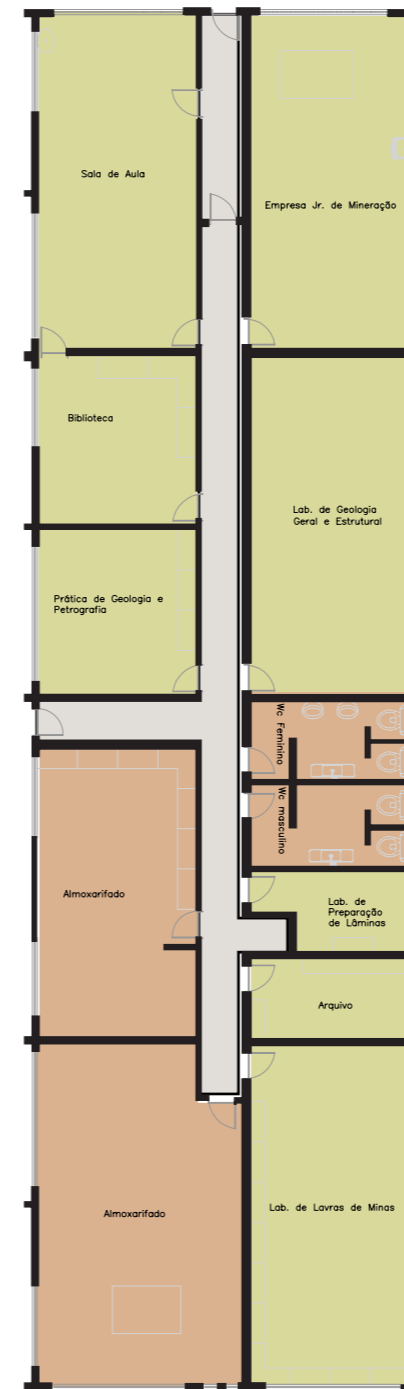 Sala de Aula
Empresa Jr. de Mineração
Biblioteca
Lab. de Geologia
Geral e Estrutural
Prática de Geologia e
Petrografia
Wc Feminino
Wc masculino
Almoxarifado
Lab. de
Preparação
de Lâminas
Arquivo
Almoxarifado
Lab. de Lavras de Minas